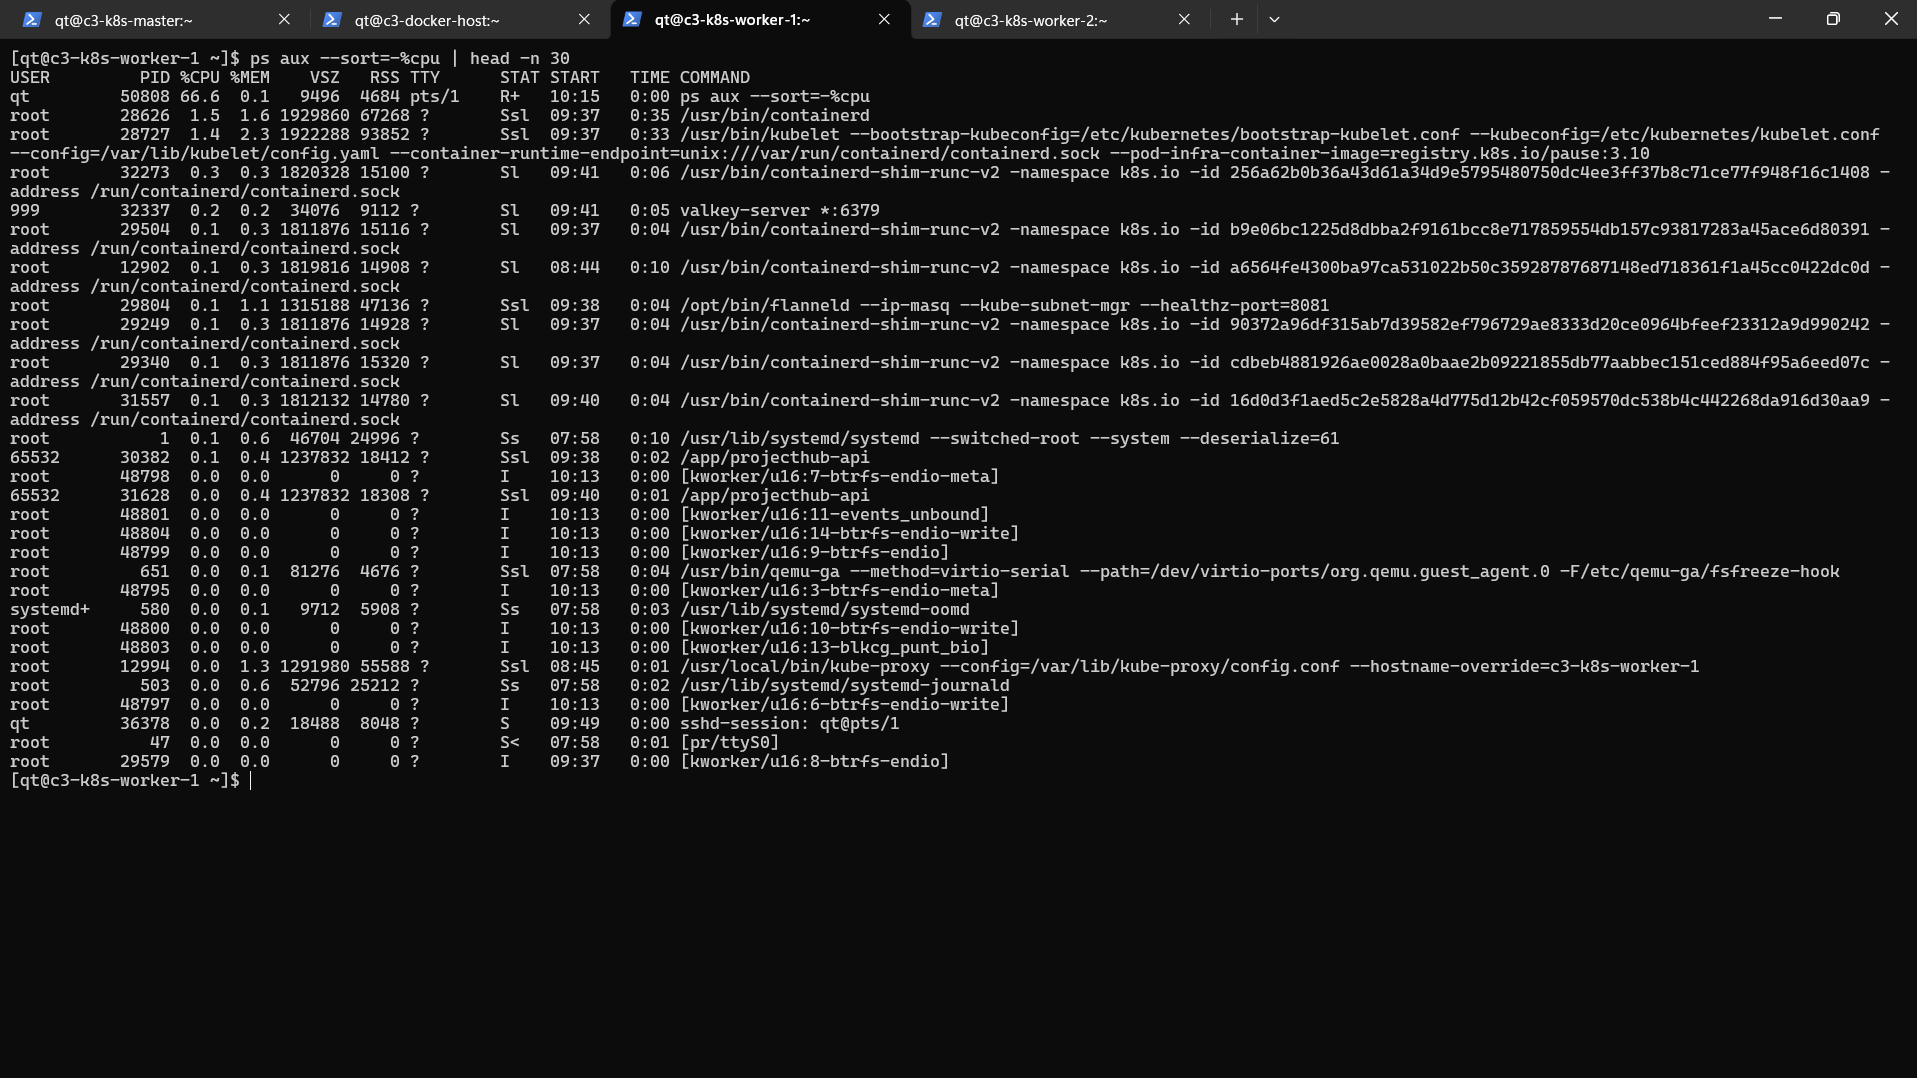 qt@c3-k8s-master:~
qt@c3-docker-host:~
qt@c3-k8s-worker-1:~
qt@c3-k8s-worker-2:~
[qt@c3-k8s-worker-1 ~]$ ps aux --sort=-%cpu | head -n 30
USER         PID %CPU %MEM    VSZ   RSS TTY      STAT START   TIME COMMAND
qt         50808 66.6  0.1   9496  4684 pts/1    R+   10:15   0:00 ps aux --sort=-%cpu
root       28626  1.5  1.6 1929860 67268 ?       Ssl  09:37   0:35 /usr/bin/containerd
root       28727  1.4  2.3 1922288 93852 ?       Ssl  09:37   0:33 /usr/bin/kubelet --bootstrap-kubeconfig=/etc/kubernetes/bootstrap-kubelet.conf --kubeconfig=/etc/kubernetes/kubelet.conf
--config=/var/lib/kubelet/config.yaml --container-runtime-endpoint=unix:///var/run/containerd/containerd.sock --pod-infra-container-image=registry.k8s.io/pause:3.10
root       32273  0.3  0.3 1820328 15100 ?       Sl   09:41   0:06 /usr/bin/containerd-shim-runc-v2 -namespace k8s.io -id 256a62b0b36a43d61a34d9e5795480750dc4ee3ff37b8c71ce77f948f16c1408 -
address /run/containerd/containerd.sock
999        32337  0.2  0.2  34076  9112 ?        Sl   09:41   0:05 valkey-server *:6379
root       29504  0.1  0.3 1811876 15116 ?       Sl   09:37   0:04 /usr/bin/containerd-shim-runc-v2 -namespace k8s.io -id b9e06bc1225d8dbba2f9161bcc8e717859554db157c93817283a45ace6d80391 -
address /run/containerd/containerd.sock
root       12902  0.1  0.3 1819816 14908 ?       Sl   08:44   0:10 /usr/bin/containerd-shim-runc-v2 -namespace k8s.io -id a6564fe4300ba97ca531022b50c35928787687148ed718361f1a45cc0422dc0d -
address /run/containerd/containerd.sock
root       29804  0.1  1.1 1315188 47136 ?       Ssl  09:38   0:04 /opt/bin/flanneld --ip-masq --kube-subnet-mgr --healthz-port=8081
root       29249  0.1  0.3 1811876 14928 ?       Sl   09:37   0:04 /usr/bin/containerd-shim-runc-v2 -namespace k8s.io -id 90372a96df315ab7d39582ef796729ae8333d20ce0964bfeef23312a9d990242 -
address /run/containerd/containerd.sock
root       29340  0.1  0.3 1811876 15320 ?       Sl   09:37   0:04 /usr/bin/containerd-shim-runc-v2 -namespace k8s.io -id cdbeb4881926ae0028a0baae2b09221855db77aabbec151ced884f95a6eed07c -
address /run/containerd/containerd.sock
root       31557  0.1  0.3 1812132 14780 ?       Sl   09:40   0:04 /usr/bin/containerd-shim-runc-v2 -namespace k8s.io -id 16d0d3f1aed5c2e5828a4d775d12b42cf059570dc538b4c442268da916d30aa9 -
address /run/containerd/containerd.sock
root           1  0.1  0.6  46704 24996 ?        Ss   07:58   0:10 /usr/lib/systemd/systemd --switched-root --system --deserialize=61
65532      30382  0.1  0.4 1237832 18412 ?       Ssl  09:38   0:02 /app/projecthub-api
root       48798  0.0  0.0      0     0 ?        I    10:13   0:00 [kworker/u16:7-btrfs-endio-meta]
65532      31628  0.0  0.4 1237832 18308 ?       Ssl  09:40   0:01 /app/projecthub-api
root       48801  0.0  0.0      0     0 ?        I    10:13   0:00 [kworker/u16:11-events_unbound]
root       48804  0.0  0.0      0     0 ?        I    10:13   0:00 [kworker/u16:14-btrfs-endio-write]
root       48799  0.0  0.0      0     0 ?        I    10:13   0:00 [kworker/u16:9-btrfs-endio]
root         651  0.0  0.1  81276  4676 ?        Ssl  07:58   0:04 /usr/bin/qemu-ga --method=virtio-serial --path=/dev/virtio-ports/org.qemu.guest_agent.0 -F/etc/qemu-ga/fsfreeze-hook
root       48795  0.0  0.0      0     0 ?        I    10:13   0:00 [kworker/u16:3-btrfs-endio-meta]
systemd+     580  0.0  0.1   9712  5908 ?        Ss   07:58   0:03 /usr/lib/systemd/systemd-oomd
root       48800  0.0  0.0      0     0 ?        I    10:13   0:00 [kworker/u16:10-btrfs-endio-write]
root       48803  0.0  0.0      0     0 ?        I    10:13   0:00 [kworker/u16:13-blkcg_punt_bio]
root       12994  0.0  1.3 1291980 55588 ?       Ssl  08:45   0:01 /usr/local/bin/kube-proxy --config=/var/lib/kube-proxy/config.conf --hostname-override=c3-k8s-worker-1
root         503  0.0  0.6  52796 25212 ?        Ss   07:58   0:02 /usr/lib/systemd/systemd-journald
root       48797  0.0  0.0      0     0 ?        I    10:13   0:00 [kworker/u16:6-btrfs-endio-write]
qt         36378  0.0  0.2  18488  8048 ?        S    09:49   0:00 sshd-session: qt@pts/1
root          47  0.0  0.0      0     0 ?        S<   07:58   0:01 [pr/ttyS0]
root       29579  0.0  0.0      0     0 ?        I    09:37   0:00 [kworker/u16:8-btrfs-endio]
[qt@c3-k8s-worker-1 ~]$